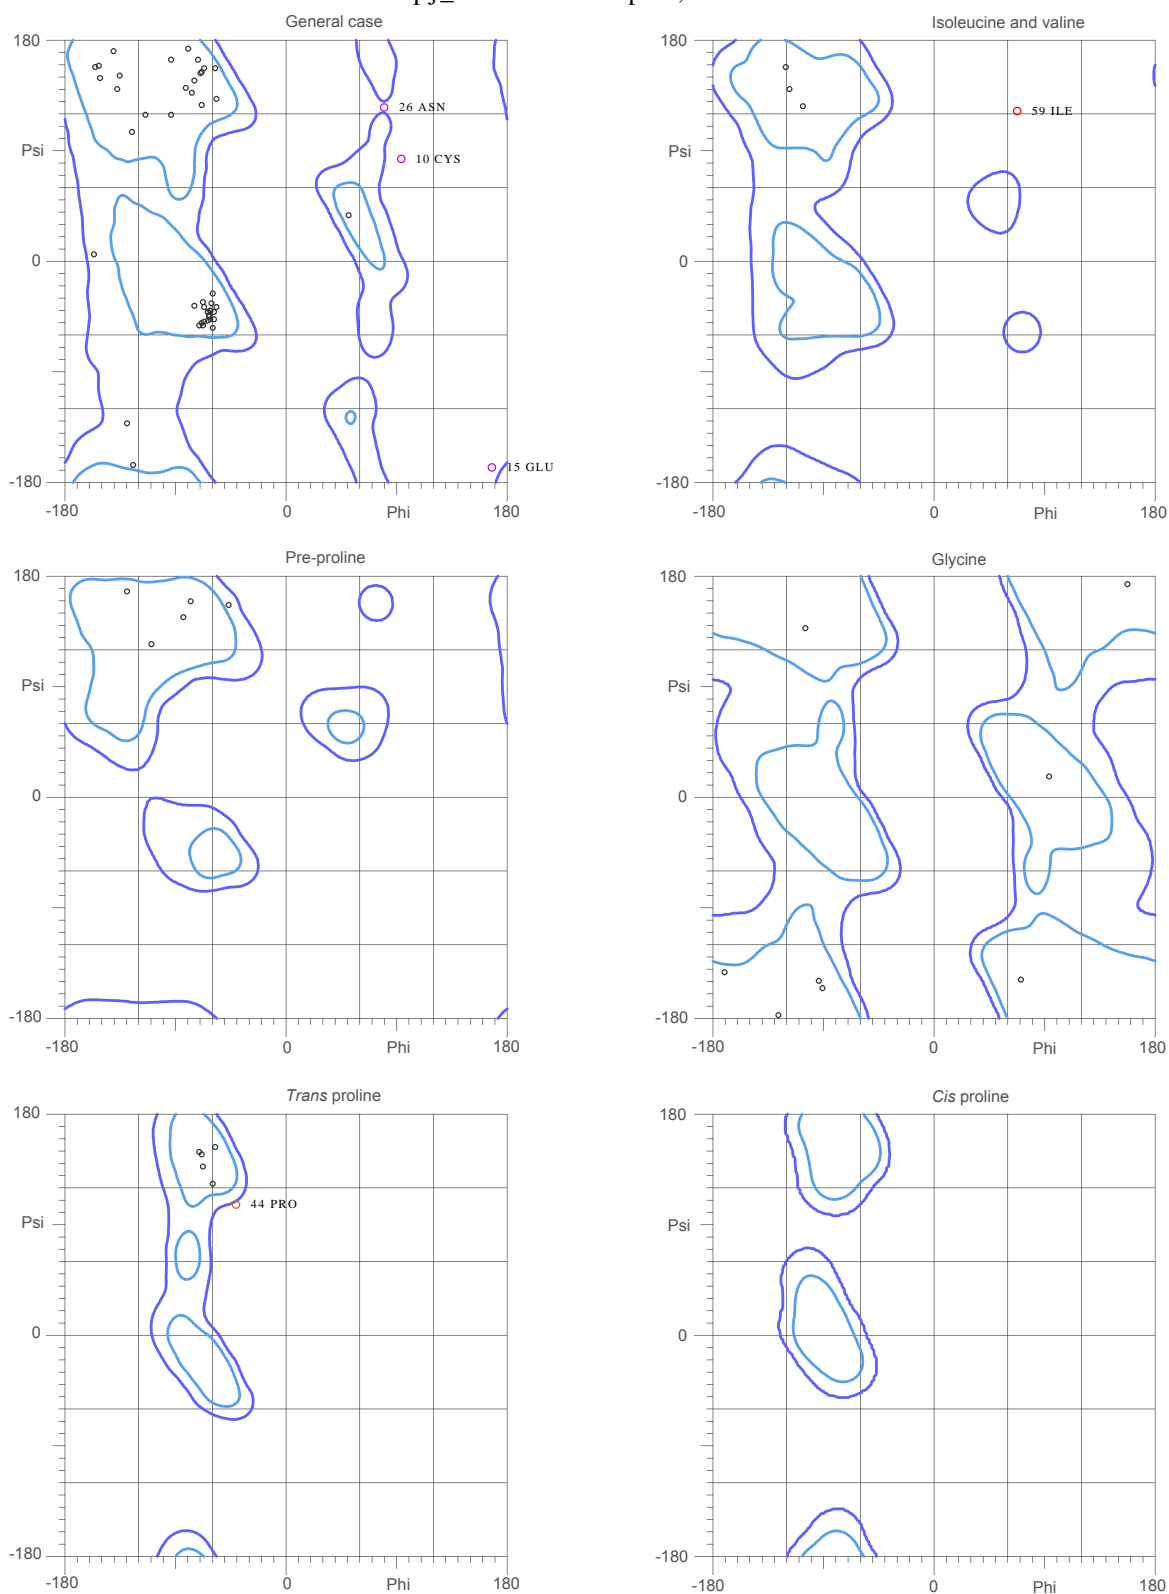 General case
180
Psi
0
-180
-180
0
Phi
180
26 ASN
10 CYS
15 GLU
Isoleucine and valine
180
Psi
0
-180
-180
0
Phi
180
59 ILE
Pre-proline
180
Psi
0
-180
-180
0
Phi
180
Glycine
180
Psi
0
-180
-180
0
Phi
180
Trans proline
180
Psi
0
-180
-180
0
Phi
180
44 PRO
Cis proline
180
Psi
0
-180
-180
0
Phi
180